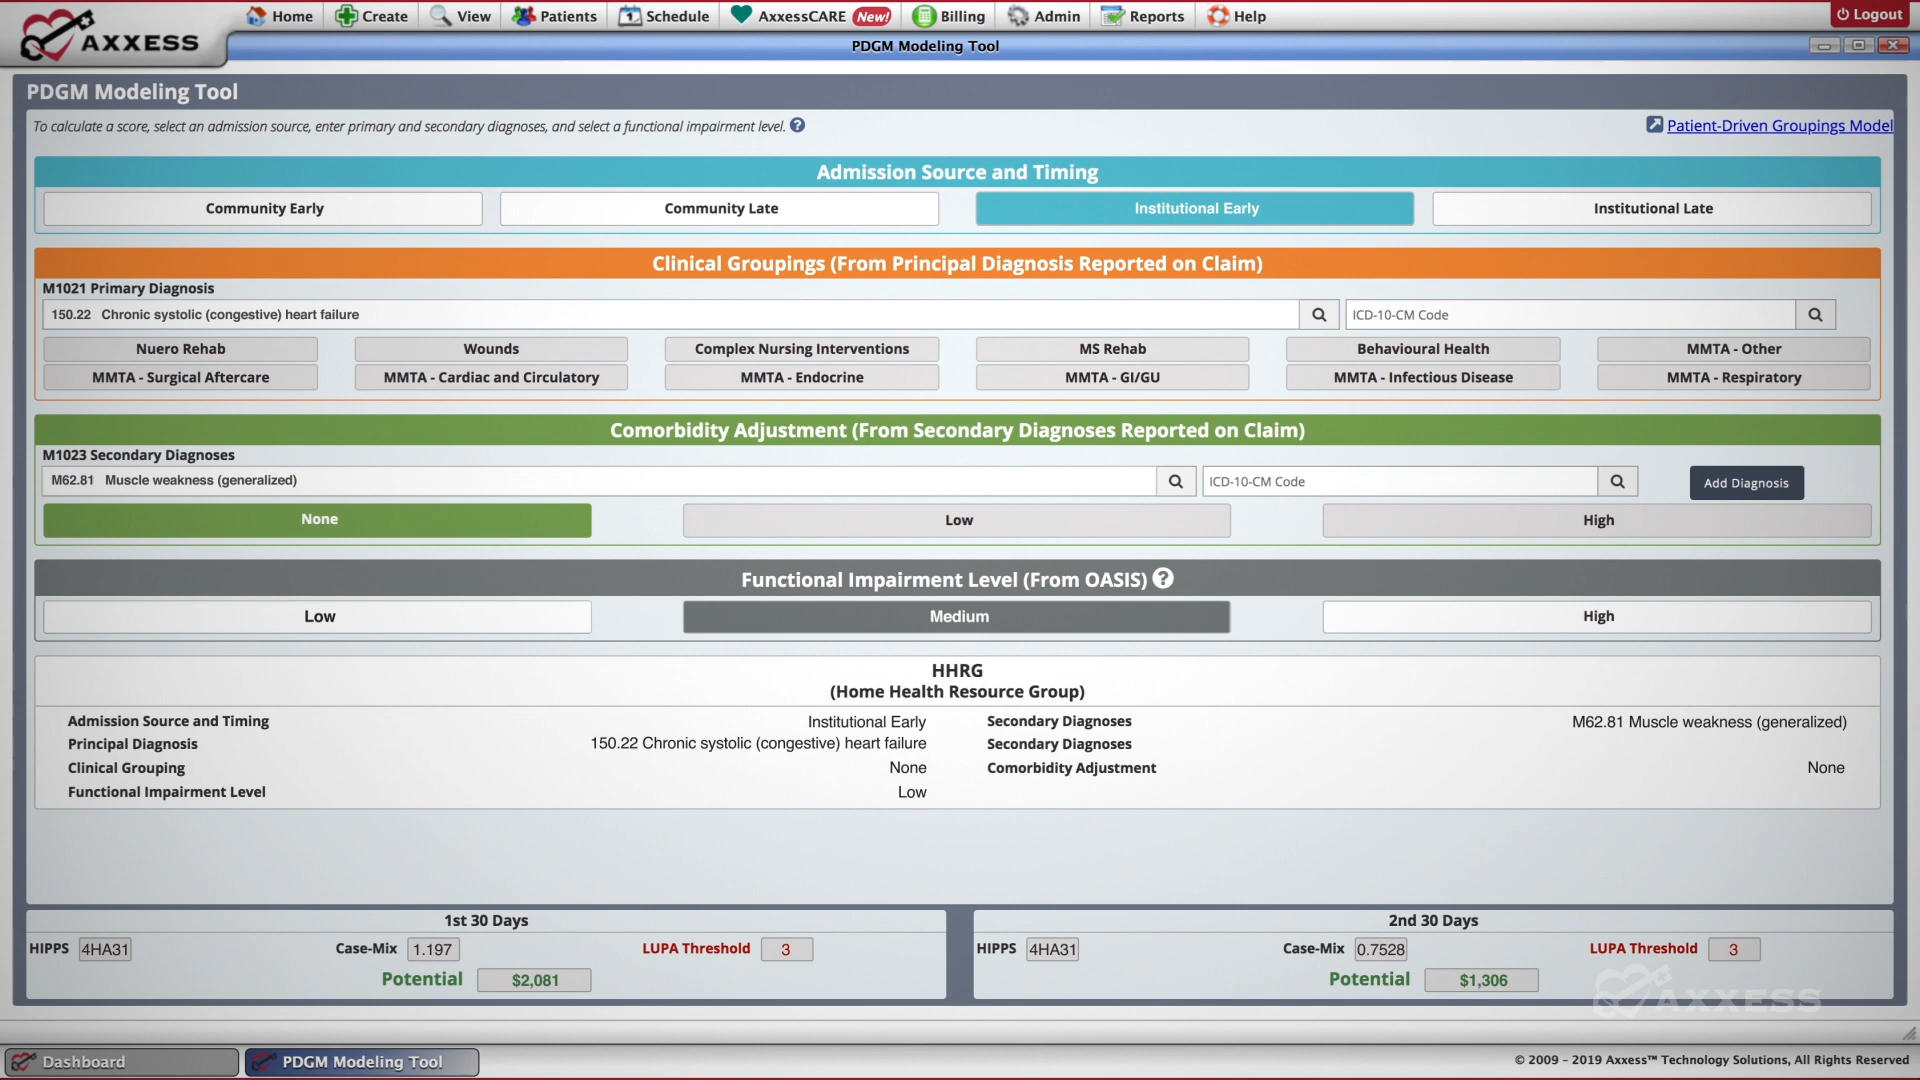 AXXESS
Home Create View Patients Schedule AxxessCARE New! Billing Admin Reports Help Logout
PDGM Modeling Tool
PDGM Modeling Tool
To calculate a score, select an admission source, enter primary and secondary diagnoses, and select a functional impairment level.
Patient-Driven Groupings Model
Admission Source and Timing
Community Early Community Late Institutional Early Institutional Late
Clinical Groupings (From Principal Diagnosis Reported on Claim)
M1021 Primary Diagnosis
150.22 Chronic systolic (congestive) heart failure ICD-10-CM Code
Nuero Rehab Wounds Complex Nursing Interventions MS Rehab Behavioural Health MMTA - Other
MMTA - Surgical Aftercare MMTA - Cardiac and Circulatory MMTA - Endocrine MMTA - GI/GU MMTA - Infectious Disease MMTA - Respiratory
Comorbidity Adjustment (From Secondary Diagnoses Reported on Claim)
M1023 Secondary Diagnoses
M62.81 Muscle weakness (generalized) ICD-10-CM Code Add Diagnosis
None Low High
Functional Impairment Level (From OASIS) ?
Low Medium High
HHRG
(Home Health Resource Group)
Admission Source and Timing Institutional Early Secondary Diagnoses M62.81 Muscle weakness (generalized)
Principal Diagnosis 150.22 Chronic systolic (congestive) heart failure Secondary Diagnoses
Clinical Grouping None Comorbidity Adjustment None
Functional Impairment Level Low
1st 30 Days 2nd 30 Days
HIPPS 4HA31 Case-Mix 1.197 LUPA Threshold 3 HIPPS 4HA31 Case-Mix 0.7528 LUPA Threshold 3
Potential $2,081 Potential $1,306
AXXESS
Dashboard PDGM Modeling Tool © 2009 - 2019 Axxess™ Technology Solutions, All Rights Reserved